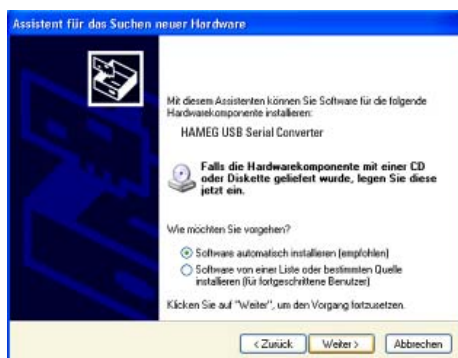 Assistent für das Suchen neuer Hardware
Mit diesem Assistenten können Sie Software für die folgende
Hardwarekomponente installieren:
HAMEG USB Serial Converter
Falls die Hardwarekomponente mit einer CD
oder Diskette geliefert wurde, legen Sie diese
jetzt ein.
Wie möchten Sie vorgehen?
Software automatisch installieren (empfohlen)
Software von einer Liste oder bestimmten Quelle
installieren (für fortgeschrittene Benutzer)
Klicken Sie auf "Weiter", um den Vorgang fortzusetzen.
< Zurück Weiter > Abbrechen